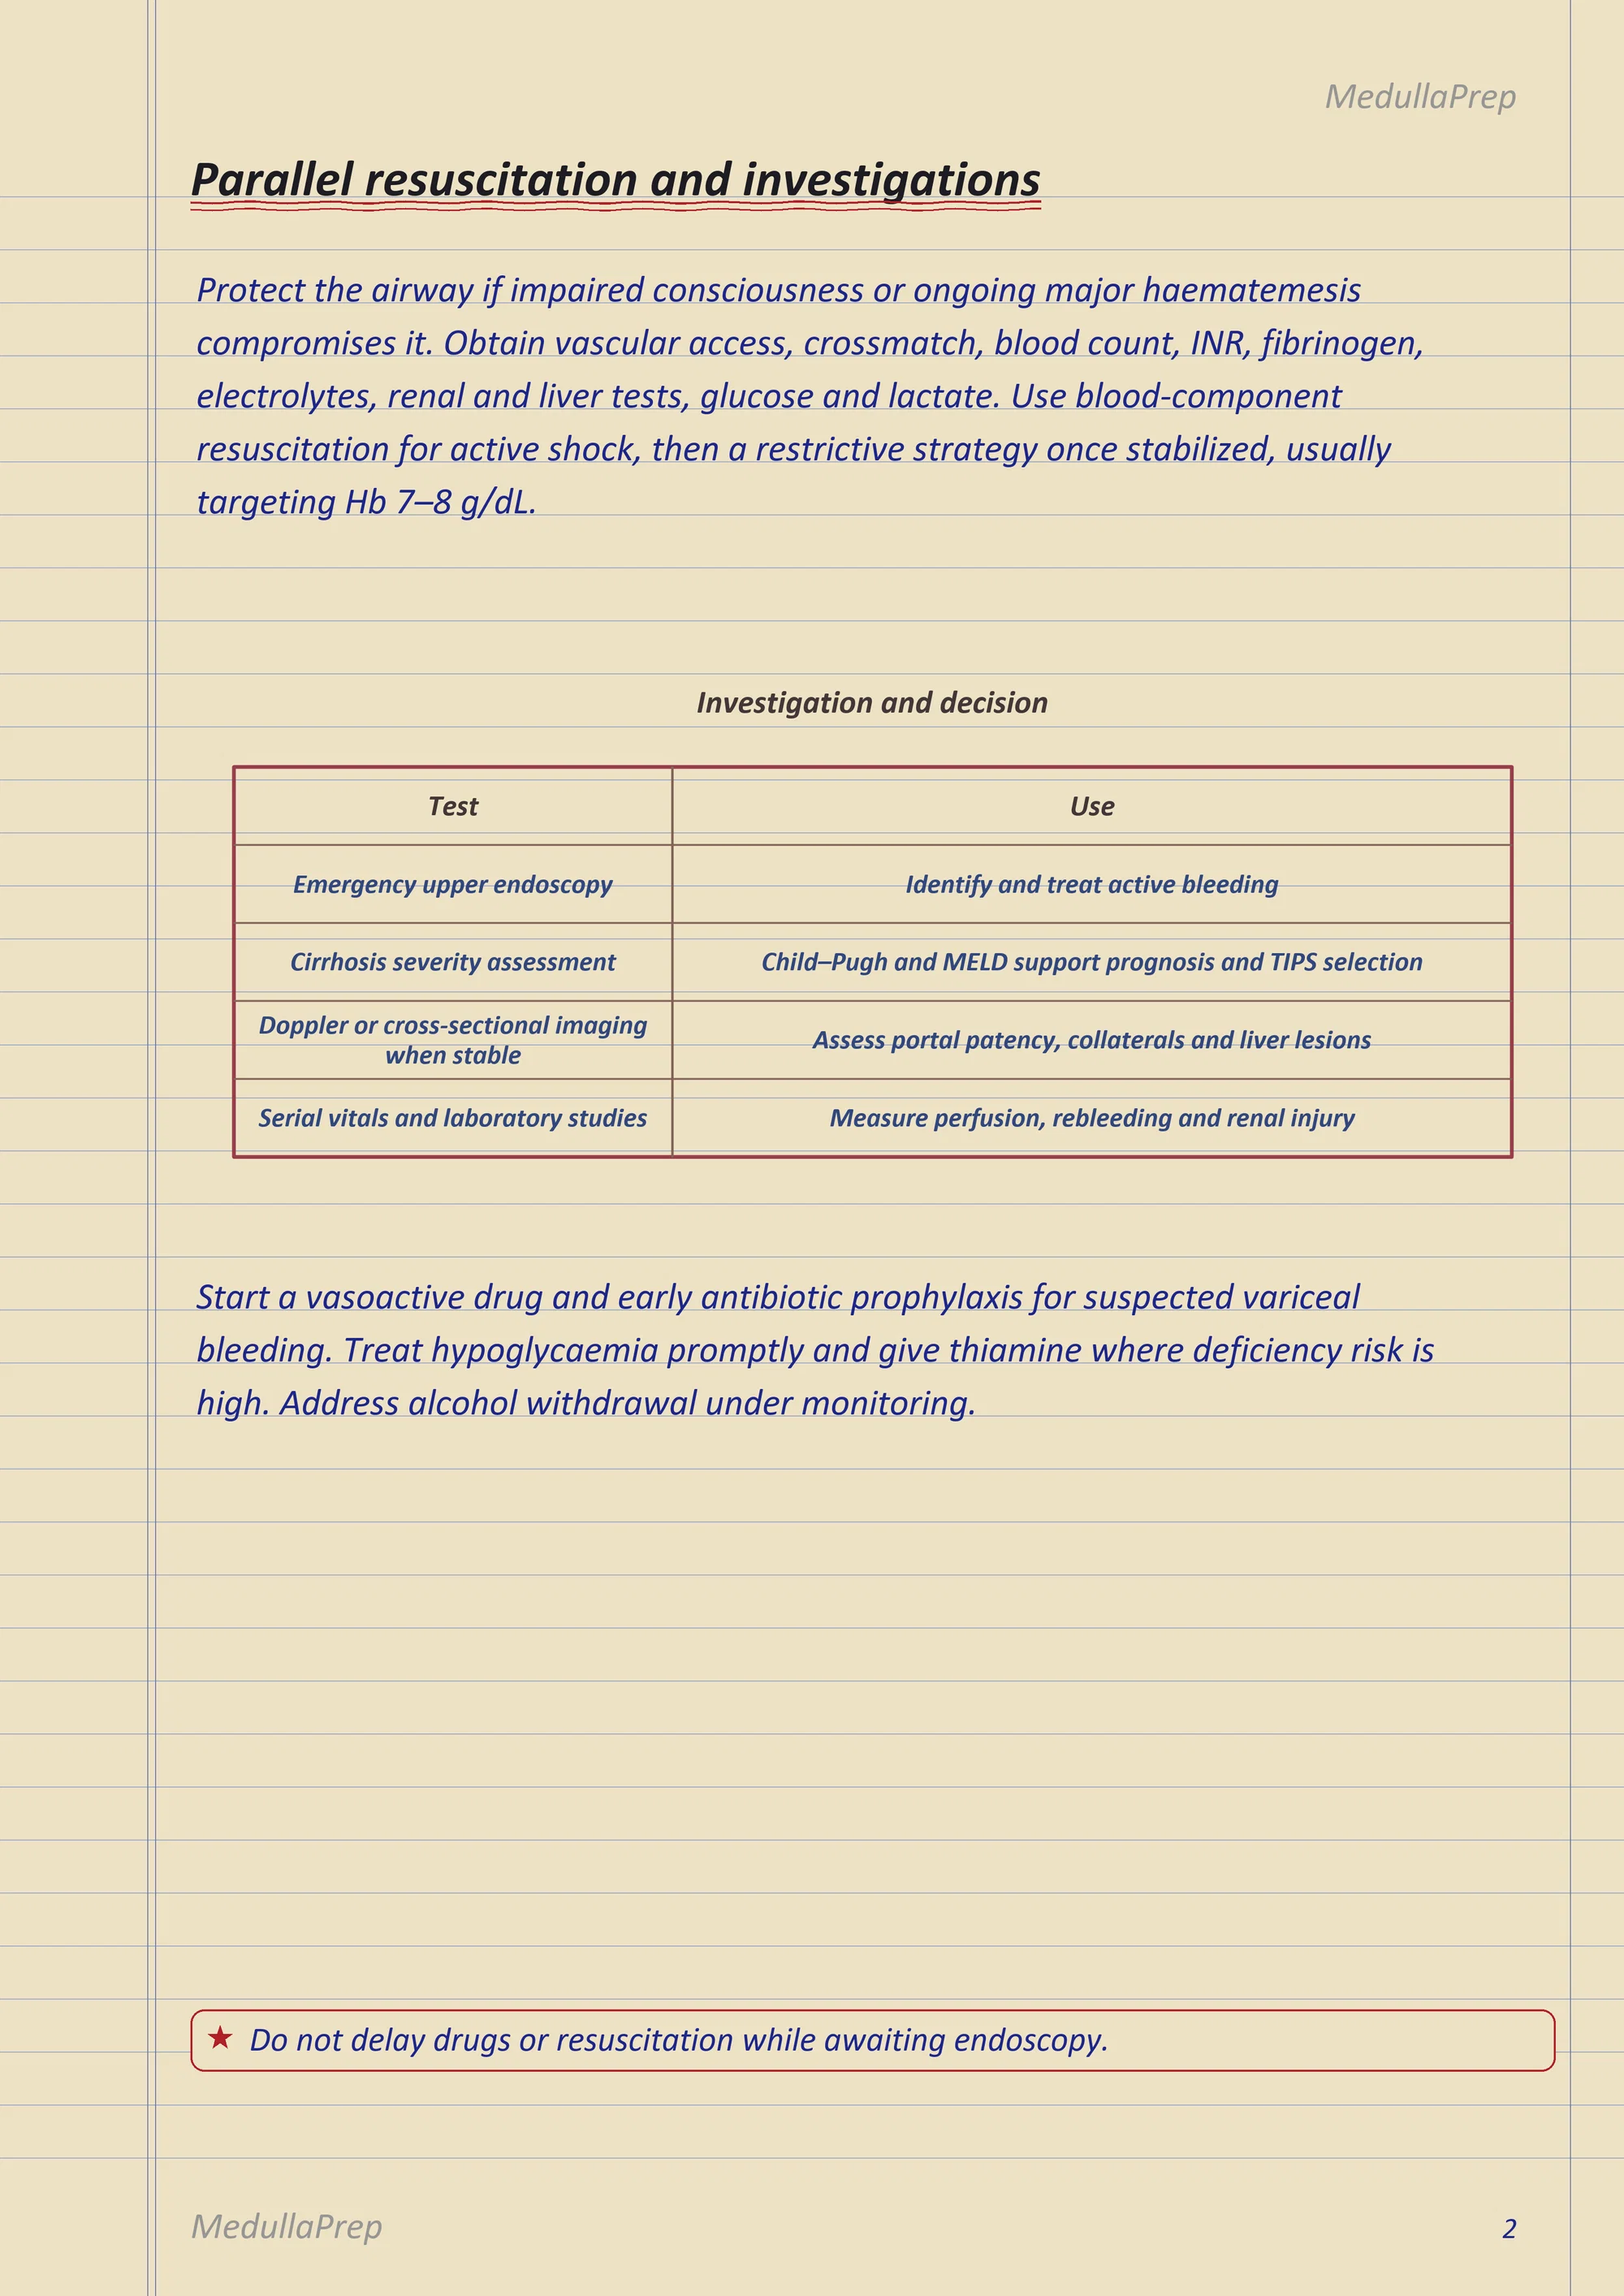 MedullaPrep
Parallel resuscitation and investigations
Protect the airway if impaired consciousness or ongoing major haematemesis
compromises it. Obtain vascular access, crossmatch, blood count, INR, fibrinogen,
electrolytes, renal and liver tests, glucose and lactate. Use blood-component
resuscitation for active shock, then a restrictive strategy once stabilized, usually
targeting Hb 7–8 g/dL.
Investigation and decision
Test Use
Emergency upper endoscopy Identify and treat active bleeding
Cirrhosis severity assessment Child–Pugh and MELD support prognosis and TIPS selection
Doppler or cross-sectional imaging
when stable Assess portal patency, collaterals and liver lesions
Serial vitals and laboratory studies Measure perfusion, rebleeding and renal injury
Start a vasoactive drug and early antibiotic prophylaxis for suspected variceal
bleeding. Treat hypoglycaemia promptly and give thiamine where deficiency risk is
high. Address alcohol withdrawal under monitoring.
★ Do not delay drugs or resuscitation while awaiting endoscopy.
MedullaPrep 2